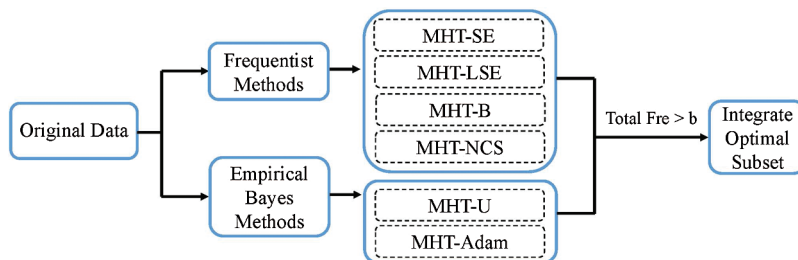 Original Data
Frequentist
Methods
Empirical
Bayes
Methods
MHT-SE
MHT-LSE
MHT-B
MHT-NCS
MHT-U
MHT-Adam
Total Fre > b
Integrate
Optimal
Subset